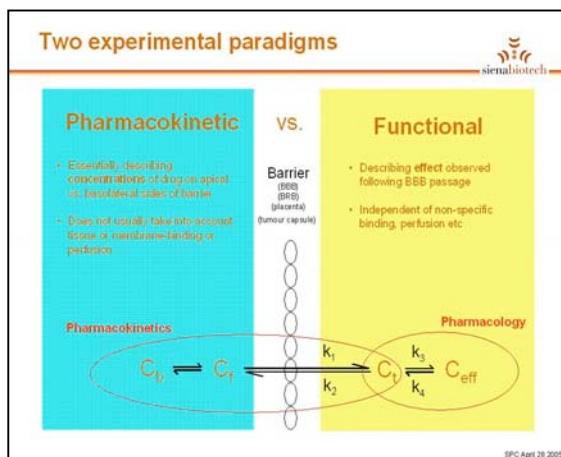 Two experimental paradigms
sienabiotech
Pharmacokinetic
vs.
Functional
• Essentially describing
concentrations of drug on apical
vs. basolateral sides of barrier
• Does not usually take into account
tissue or membrane-binding or
perfusion
Barrier
(BBB)
(BRB)
(placenta)
(tumour capsule)
• Describing effect observed
following BBB passage
• Independent of non-specific
binding, perfusion etc
Pharmacokinetics
Pharmacology
k1 k3
Cb Cf Ct Ceff
k2 k4
SPC April 28 2005